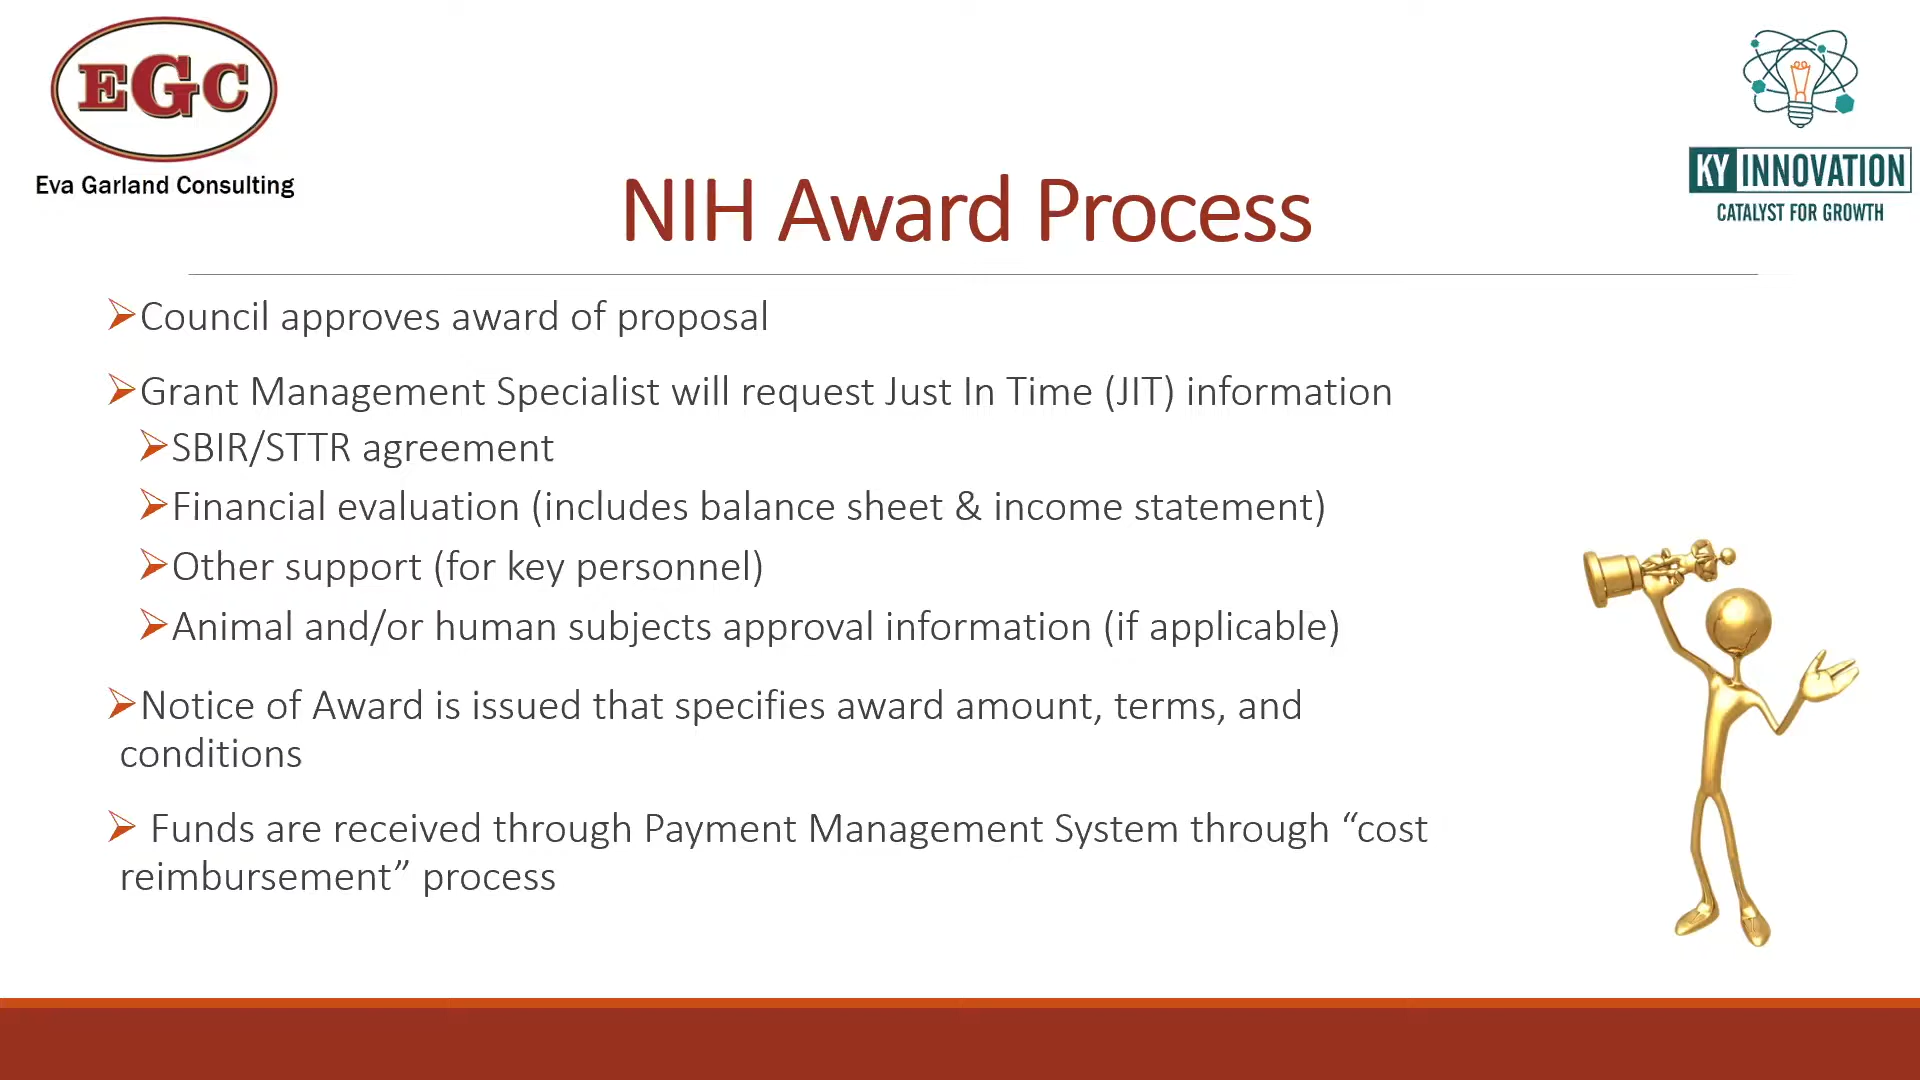 EGC
Eva Garland Consulting
KY INNOVATION
CATALYST FOR GROWTH
NIH Award Process
Council approves award of proposal
Grant Management Specialist will request Just In Time (JIT) information
SBIR/STTR agreement
Financial evaluation (includes balance sheet & income statement)
Other support (for key personnel)
Animal and/or human subjects approval information (if applicable)
Notice of Award is issued that specifies award amount, terms, and
conditions
Funds are received through Payment Management System through “cost
reimbursement” process